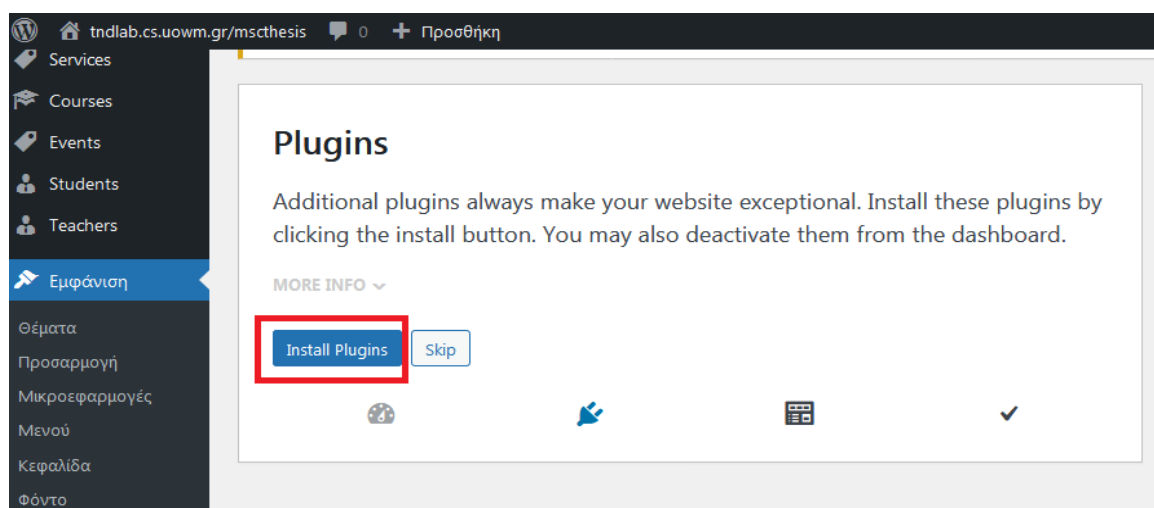 tndlab.cs.uowm.gr/mscthesis 0 + Προσθήκη
Services
Courses
Events
Students
Teachers
Εμφάνιση
Θέματα
Προσαρμογή
Μικροεφαρμογές
Μενού
Κεφαλίδα
Φόντο
Plugins
Additional plugins always make your website exceptional. Install these plugins by
clicking the install button. You may also deactivate them from the dashboard.
MORE INFO
Install Plugins Skip